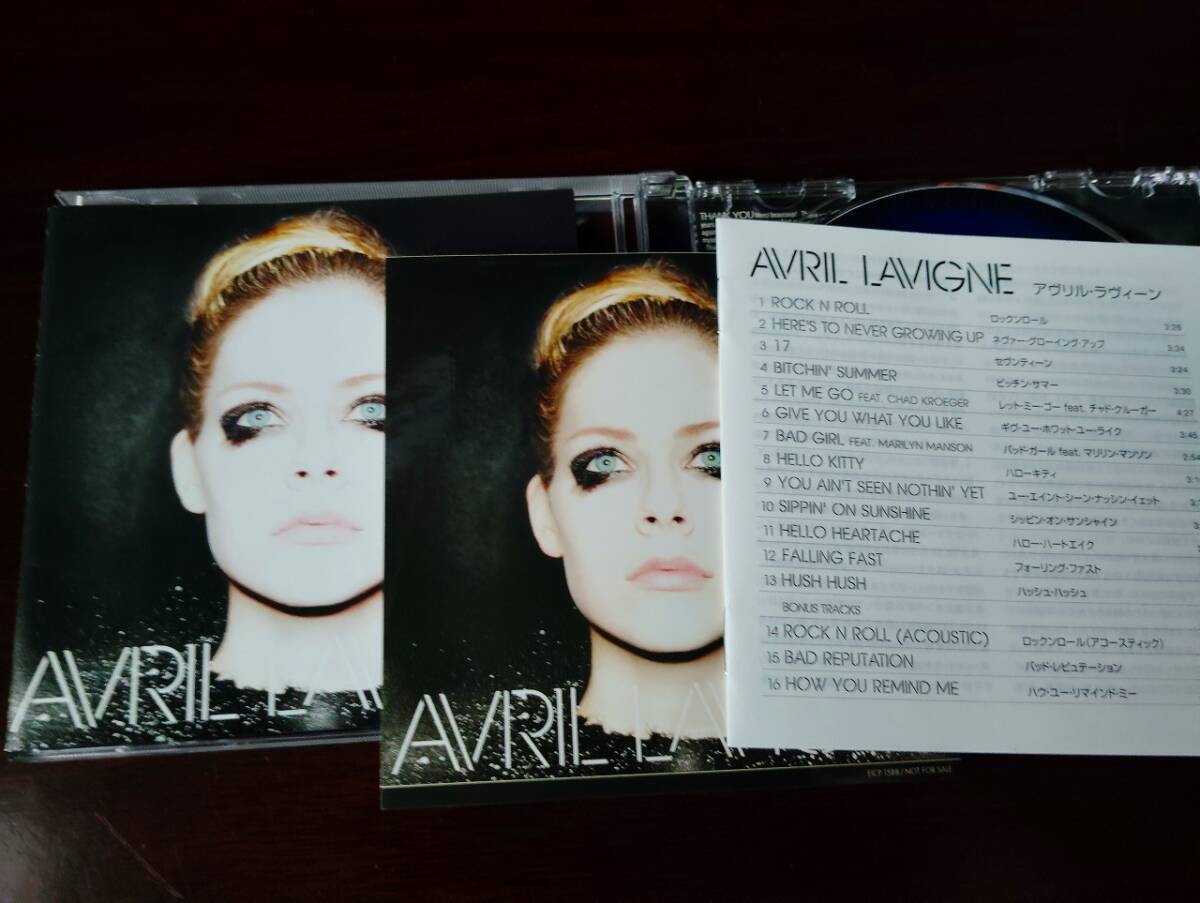 THANK YOU
AVRIL LAVIGNE アヴリル・ラヴィーン
1 ROCK N ROLL ロックンロール 3:26
2 HERE'S TO NEVER GROWING UP ネヴァー・グローイング・アップ 3:34
3 17 セヴンティーン 3:24
4 BITCHIN' SUMMER ビッチン・サマー 3:30
5 LET ME GO FEAT. CHAD KROEGER レット・ミー・ゴー feat. チャド・クルーガー 4:27
6 GIVE YOU WHAT YOU LIKE ギヴ・ユー・ホワット・ユー・ライク 3:45
7 BAD GIRL FEAT. MARILYN MANSON バッド・ガール feat. マリリン・マンソン 2:54
8 HELLO KITTY ハローキティ 3:1
9 YOU AIN'T SEEN NOTHIN' YET ユー・エイント・シーン・ナッシン・イェット 3:
10 SIPPIN' ON SUNSHINE シッピン・オン・サンシャイン 3
11 HELLO HEARTACHE ハロー・ハートエイク
12 FALLING FAST フォーリング・ファスト
13 HUSH HUSH ハッシュ・ハッシュ
BONUS TRACKS
14 ROCK N ROLL (ACOUSTIC) ロックンロール(アコースティック)
15 BAD REPUTATION バッド・レピュテーション
16 HOW YOU REMIND ME ハウ・ユー・リマインド・ミー
AVRIL LA
AVRIL LA
EICP 1588/NOT FOR SALE